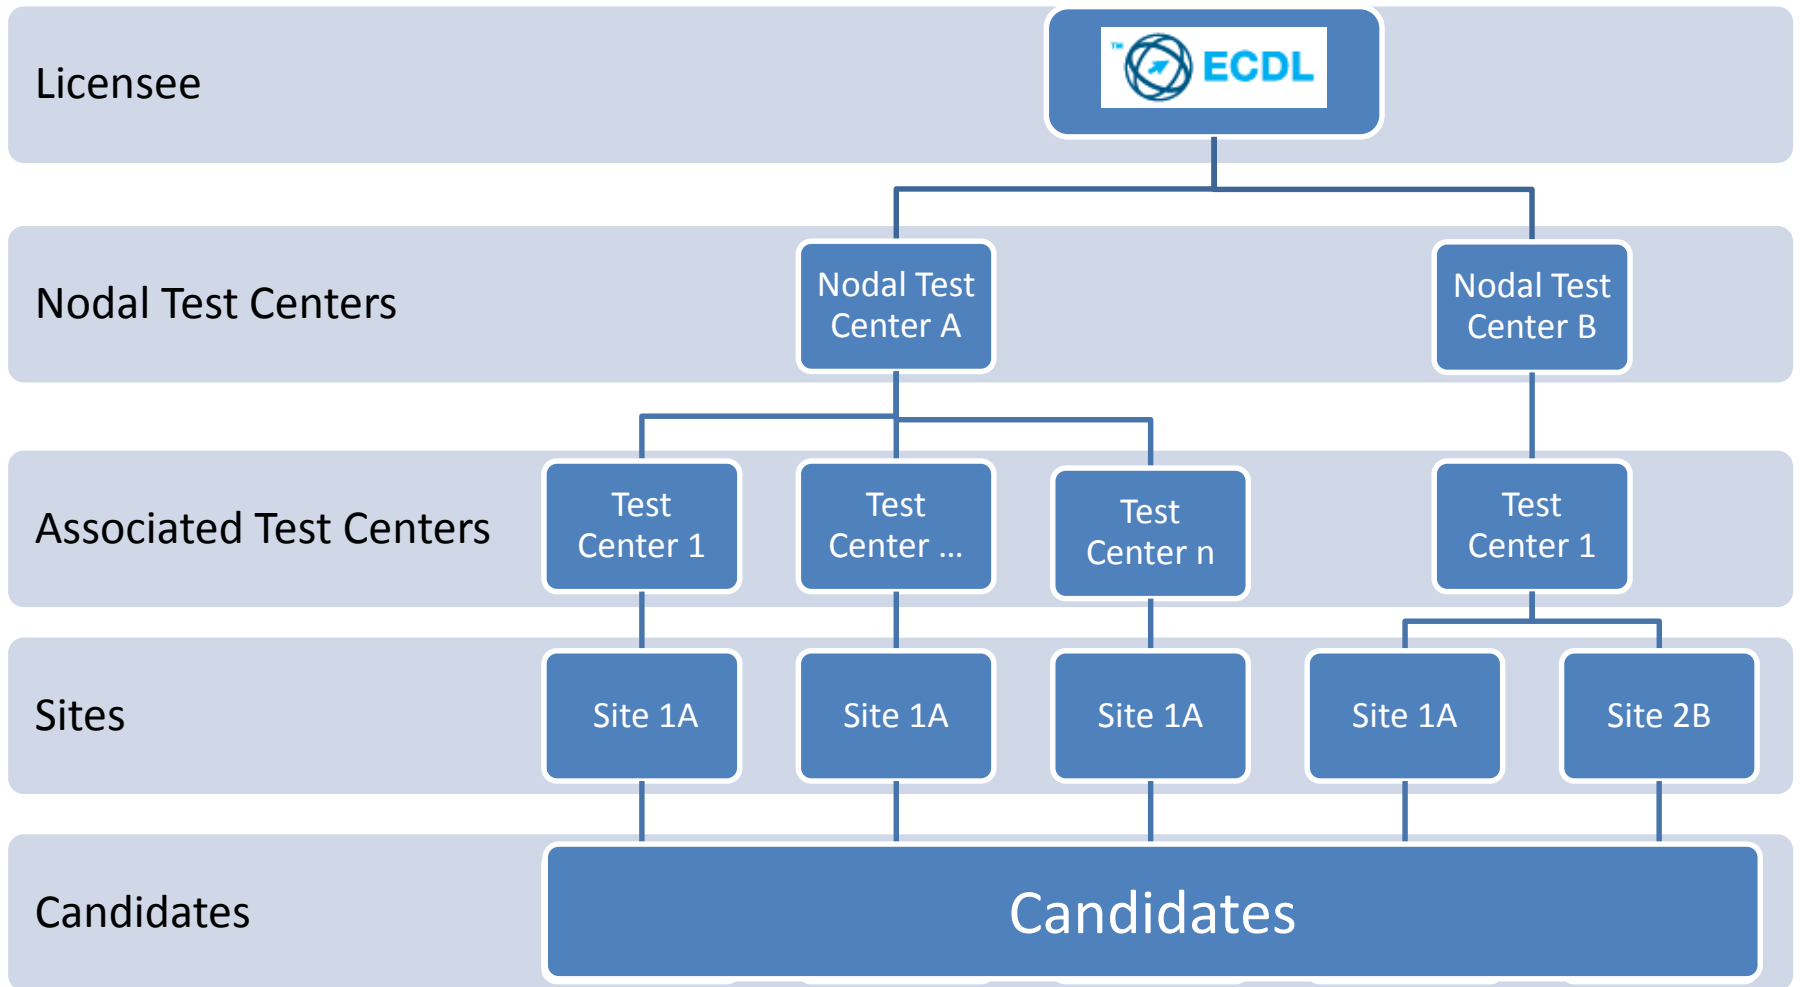 Licensee
™ ECDL
Nodal Test Centers
Nodal Test
Center A
Nodal Test
Center B
Associated Test Centers
Test
Center 1
Test
Center ...
Test
Center n
Test
Center 1
Sites
Site 1A
Site 1A
Site 1A
Site 1A
Site 2B
Candidates
Candidates